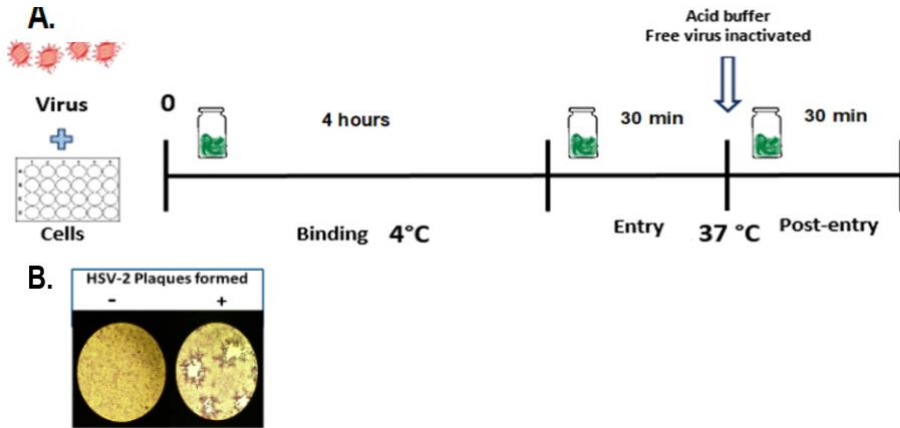 A.
Acid buffer
Free virus inactivated
Virus
0
4 hours
30 min
30 min
Cells
Binding 4°C
Entry
37 °C
Post-entry
B.
HSV-2 Plaques formed
- +